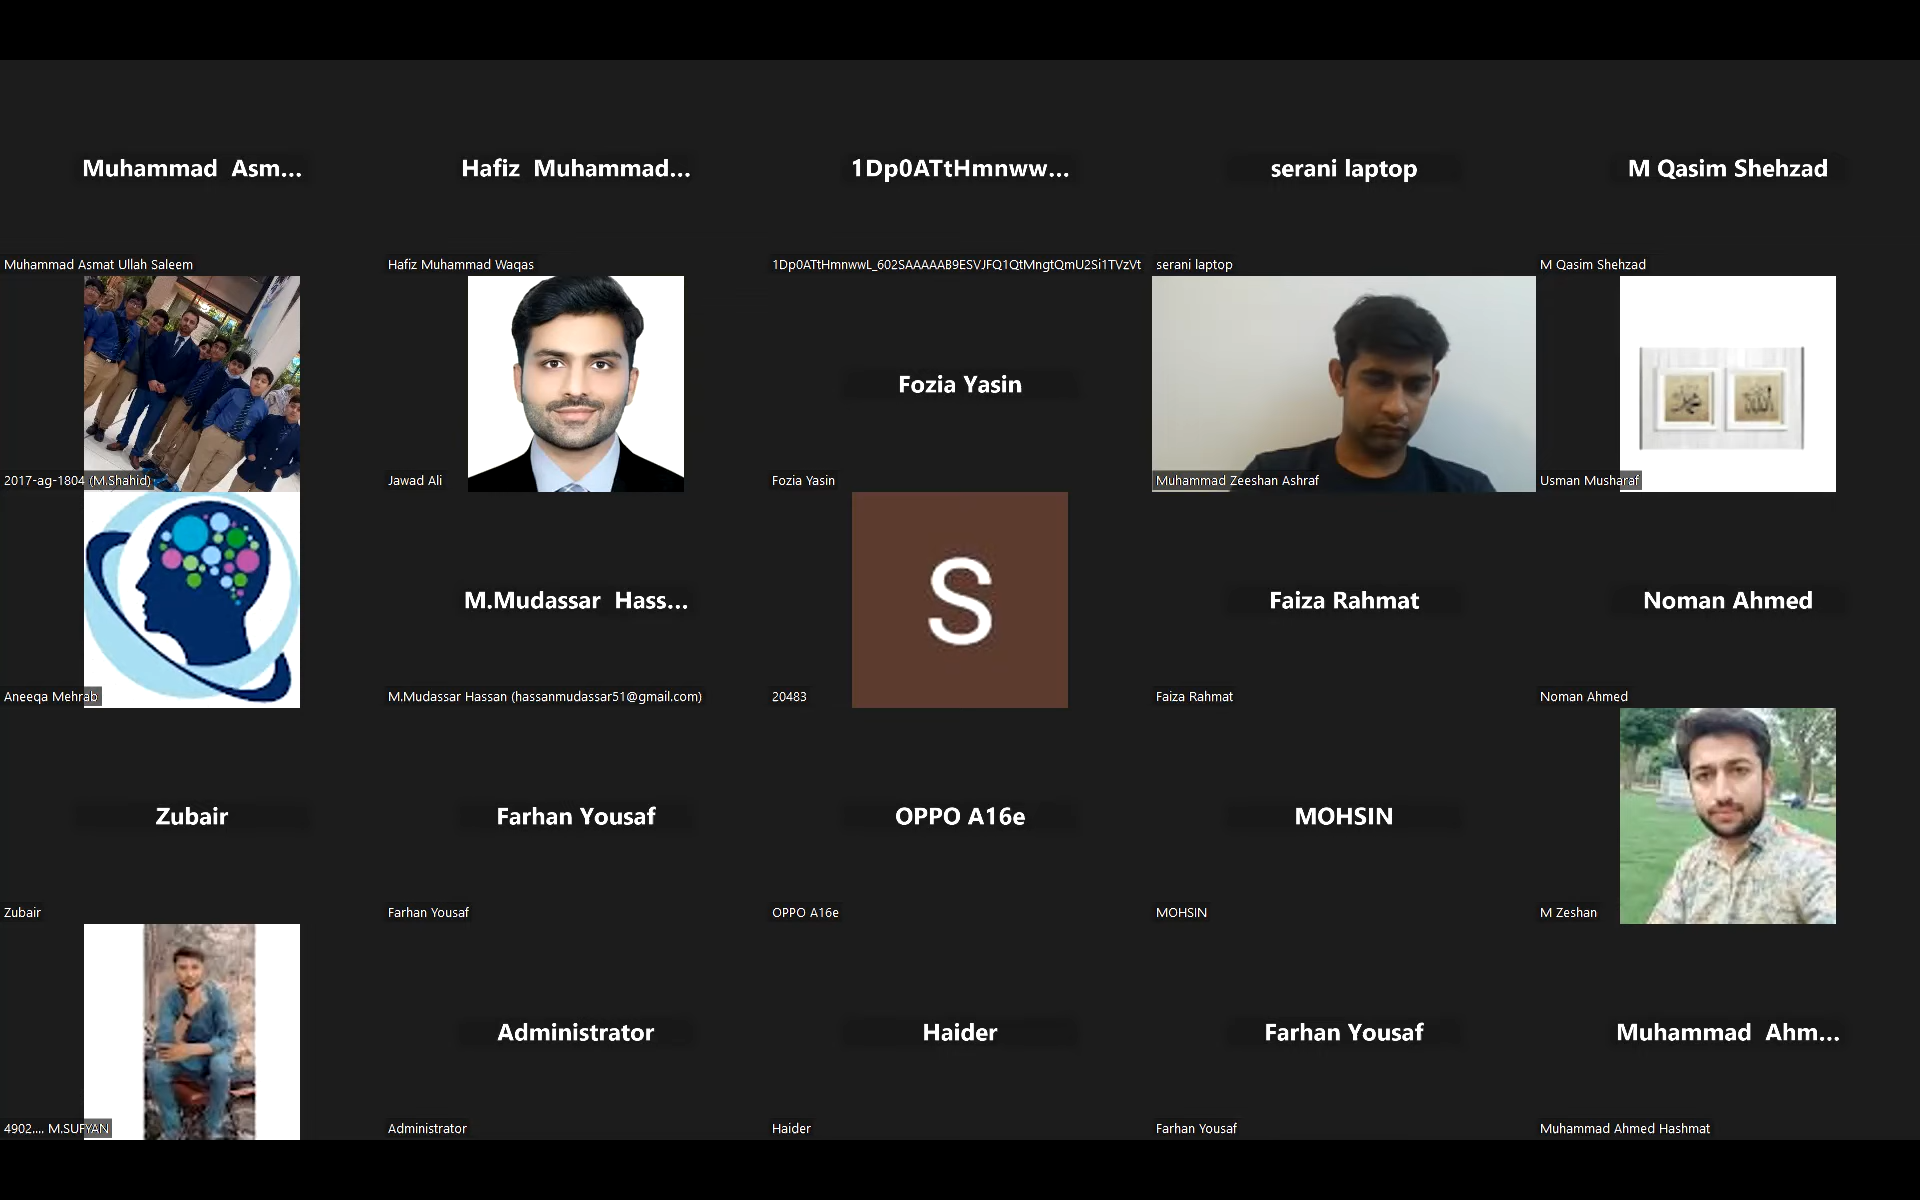 Muhammad Asm...
Hafiz Muhammad...
1Dp0ATtHmnww...
serani laptop
M Qasim Shehzad
Muhammad Asmat Ullah Saleem
Hafiz Muhammad Waqas
1Dp0ATtHmnwwL_602SAAAAAB9ESVJFQ1QtMngtQmU2Si1TVzVt
serani laptop
M Qasim Shehzad
Fozia Yasin
2017-ag-1804 (M.Shahid)
Jawad Ali
Fozia Yasin
Muhammad Zeeshan Ashraf
Usman Musharaf
M.Mudassar Hass...
S
Faiza Rahmat
Noman Ahmed
Aneeqa Mehrab
M.Mudassar Hassan (hassanmudassar51@gmail.com)
20483
Faiza Rahmat
Noman Ahmed
Zubair
Farhan Yousaf
OPPO A16e
MOHSIN
Zubair
Farhan Yousaf
OPPO A16e
MOHSIN
M Zeshan
Administrator
Haider
Farhan Yousaf
Muhammad Ahm...
4902.... M.SUFYAN
Administrator
Haider
Farhan Yousaf
Muhammad Ahmed Hashmat